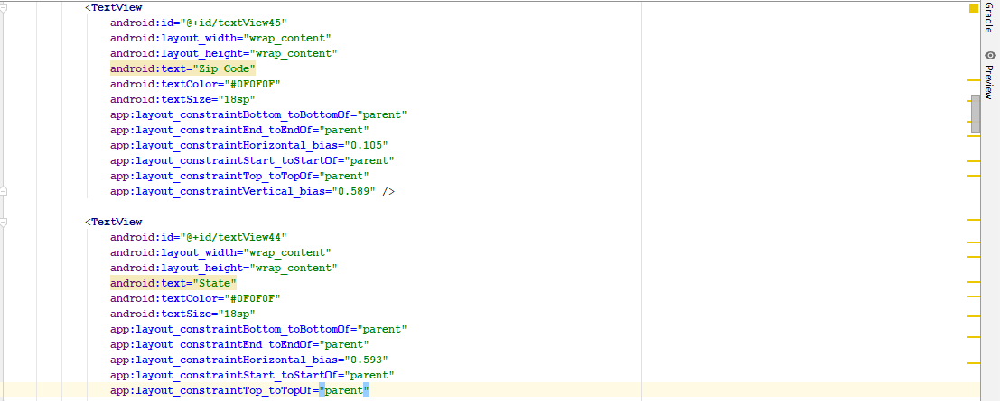 <TextView
android:id="@+id/textView45"
android:layout_width="wrap_content"
android:layout_height="wrap_content"
android:text="Zip Code"
android:textColor="#0F0F0F"
android:textSize="18sp"
app:layout_constraintBottom_toBottomOf="parent"
app:layout_constraintEnd_toEndOf="parent"
app:layout_constraintHorizontal_bias="0.105"
app:layout_constraintStart_toStartOf="parent"
app:layout_constraintTop_toTopOf="parent"
app:layout_constraintVertical_bias="0.589" />
<TextView
android:id="@+id/textView44"
android:layout_width="wrap_content"
android:layout_height="wrap_content"
android:text="State"
android:textColor="#0F0F0F"
android:textSize="18sp"
app:layout_constraintBottom_toBottomOf="parent"
app:layout_constraintEnd_toEndOf="parent"
app:layout_constraintHorizontal_bias="0.593"
app:layout_constraintStart_toStartOf="parent"
app:layout_constraintTop_toTopOf="parent"
Gradle
Preview